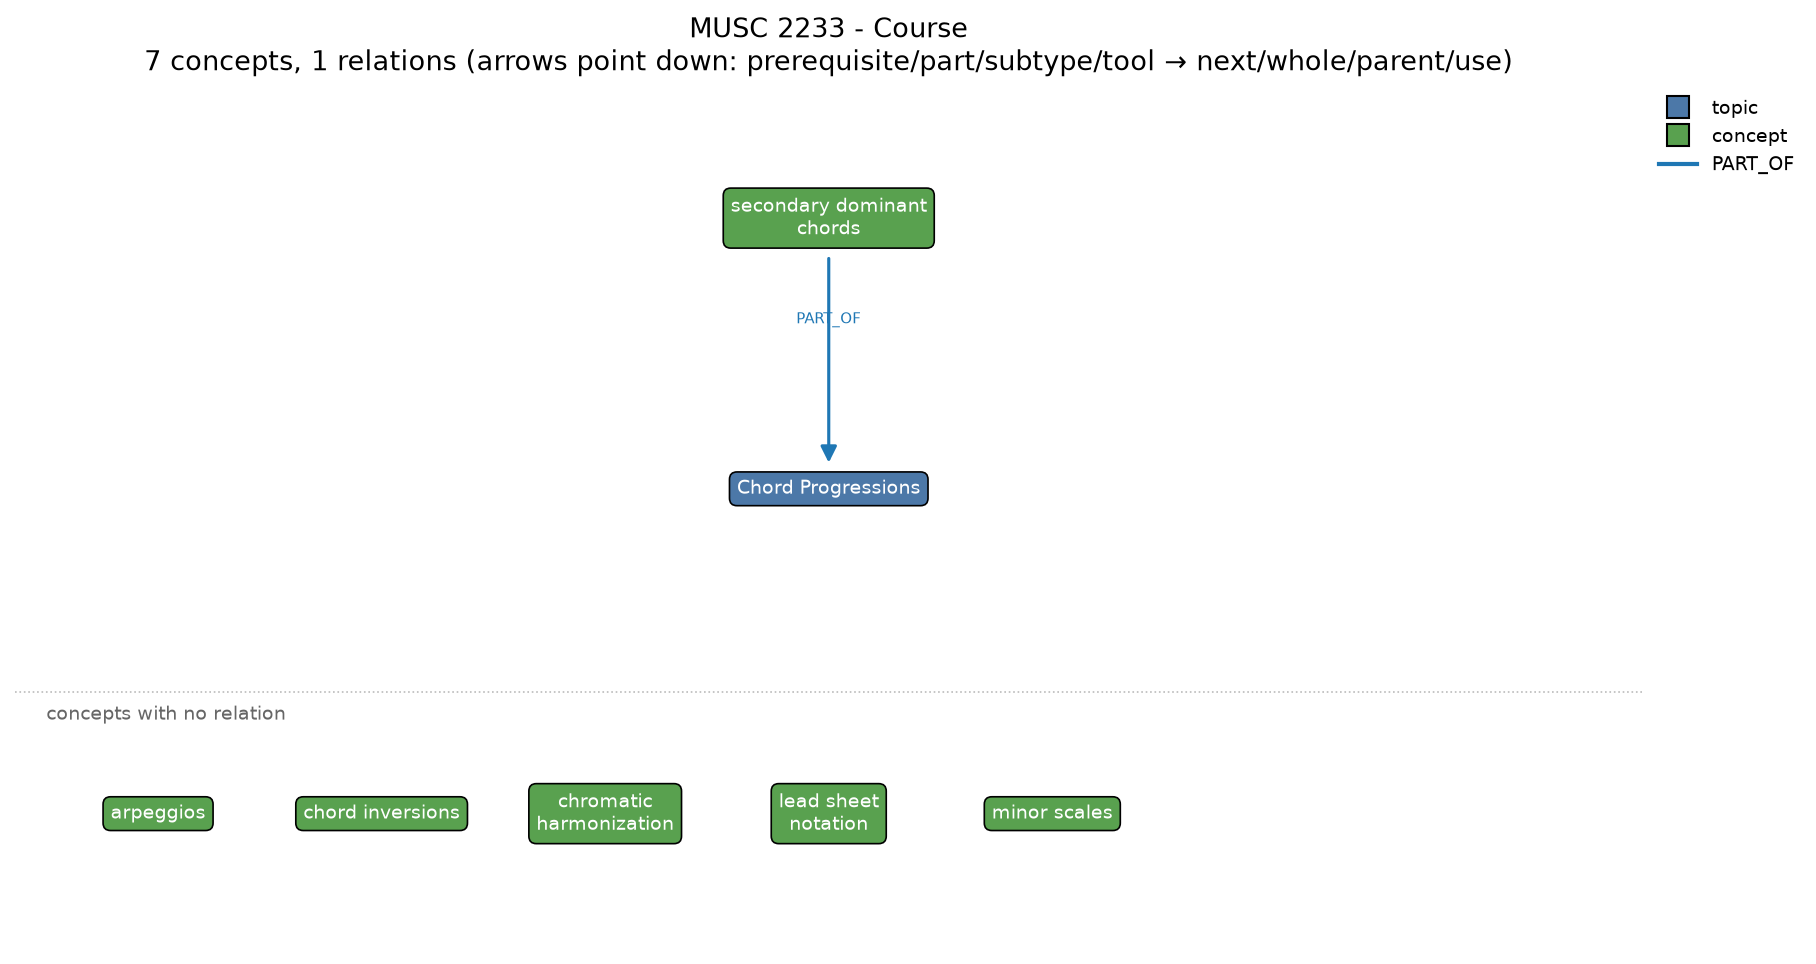 MUSC 2233 - Course
7 concepts, 1 relations (arrows point down: prerequisite/part/subtype/tool → next/whole/parent/use)
topic
concept
PART_OF
secondary dominant
chords
PART_OF
Chord Progressions
concepts with no relation
arpeggios
chord inversions
chromatic
harmonization
lead sheet
notation
minor scales